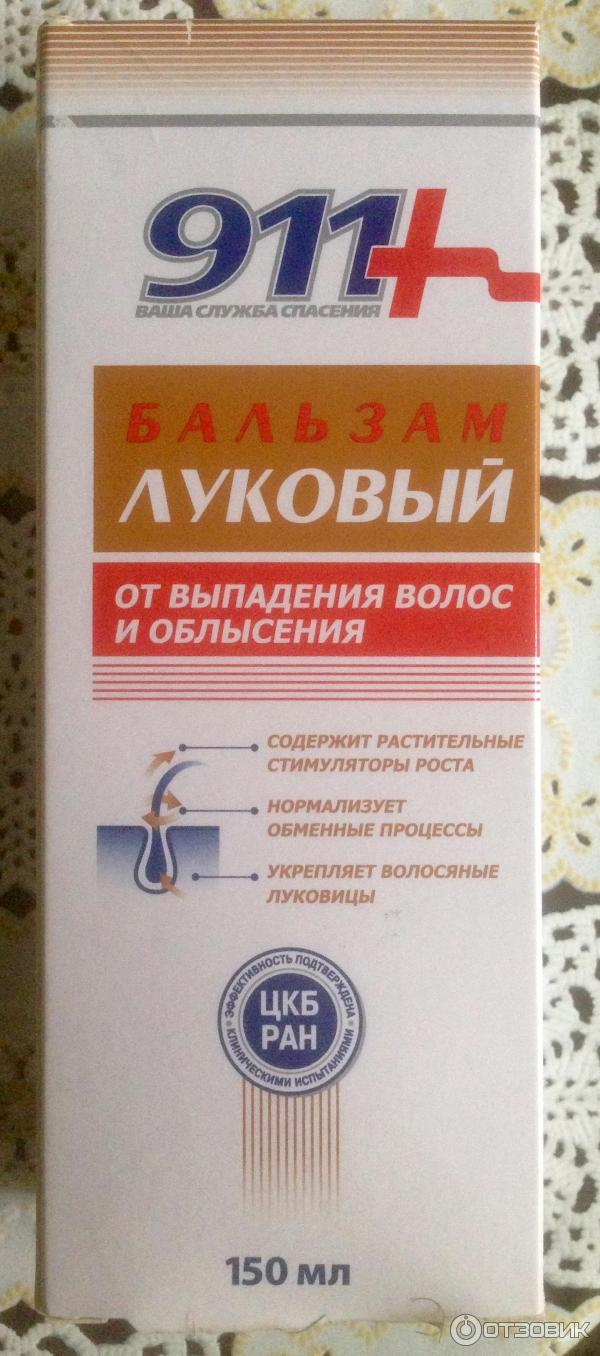 911+
ВАША СЛУЖБА СПАСЕНИЯ
БАЛЬЗАМ
ЛУКОВЫЙ
ОТ ВЫПАДЕНИЯ ВОЛОС
И ОБЛЫСЕНИЯ
СОДЕРЖИТ РАСТИТЕЛЬНЫЕ
СТИМУЛЯТОРЫ РОСТА
НОРМАЛИЗУЕТ
ОБМЕННЫЕ ПРОЦЕССЫ
УКРЕПЛЯЕТ ВОЛОСЯНЫЕ
ЛУКОВИЦЫ
ЭФФЕКТИВНОСТЬ ПОДТВЕРЖДЕНА
ЦКБ
РАН
КЛИНИЧЕСКИМИ ИСПЫТАНИЯМИ
150 МЛ
ОТЗОВИК